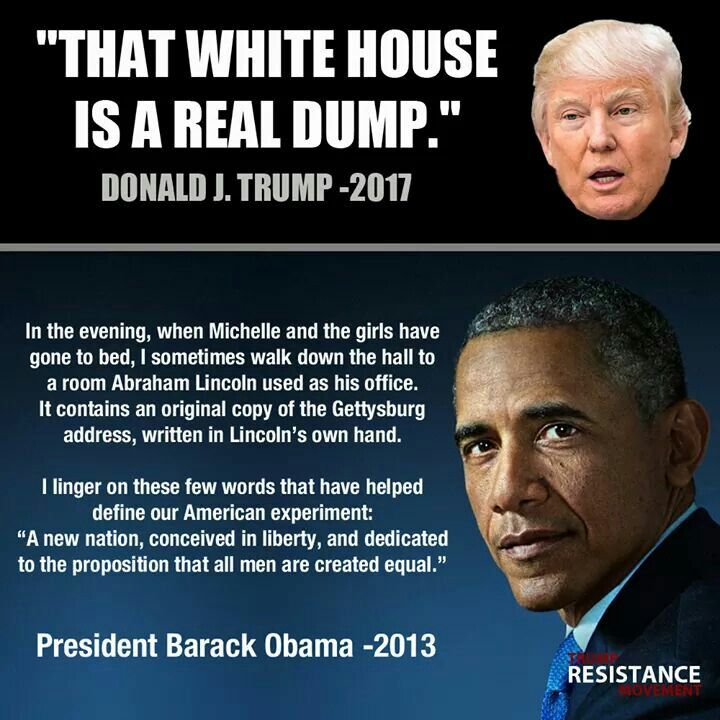 "THAT WHITE HOUSE
IS A REAL DUMP."
DONALD J. TRUMP -2017
In the evening, when Michelle and the girls have
gone to bed, I sometimes walk down the hall to
a room Abraham Lincoln used as his office.
It contains an original copy of the Gettysburg
address, written in Lincoln's own hand.
I linger on these few words that have helped
define our American experiment:
“A new nation, conceived in liberty, and dedicated
to the proposition that all men are created equal.”
President Barack Obama -2013
TRUMP
RESISTANCE
MOVEMENT